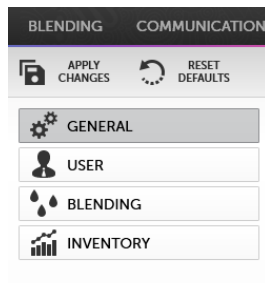 BLENDING COMMUNICATION
APPLY CHANGES
RESET DEFAULTS
GENERAL
USER
BLENDING
INVENTORY